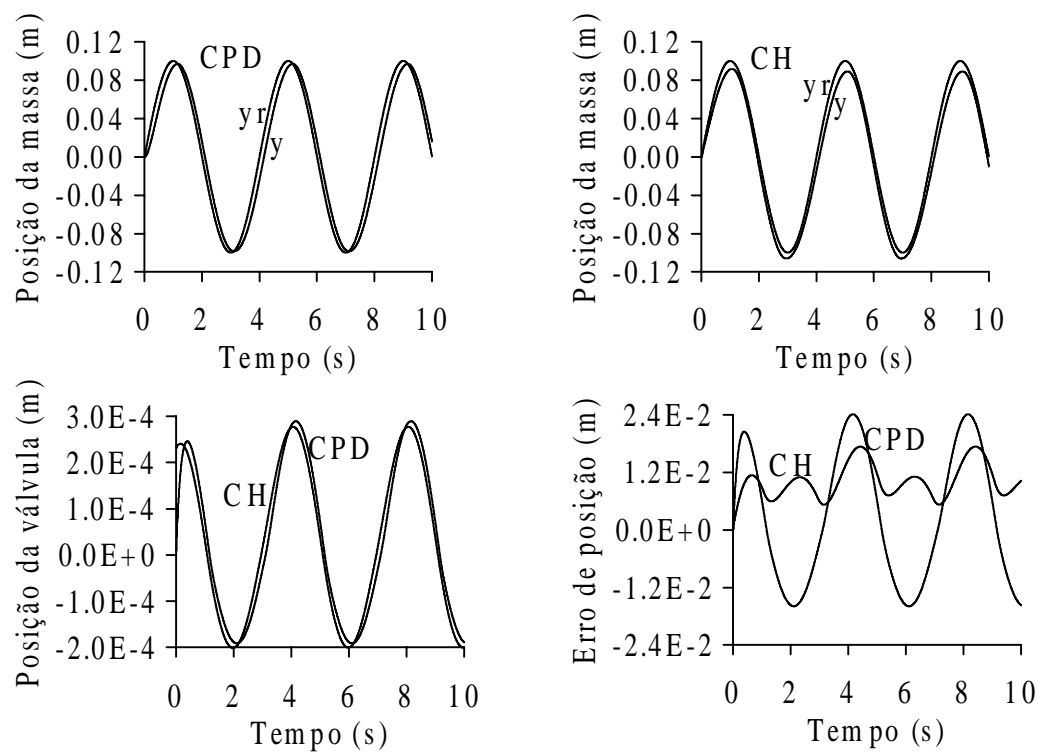 Posição da massa (m)
0.12
0.08
0.04
0.00
-0.04
-0.08
-0.12
CPD
yr
y
0 2 4 6 8 10
Tempo (s)
Posição da massa (m)
0.12
0.08
0.04
0.00
-0.04
-0.08
-0.12
CH
yr
y
0 2 4 6 8 10
Tempo (s)
Posição da válvula (m)
3.0E-4
2.0E-4
1.0E-4
0.0E+0
-1.0E-4
-2.0E-4
CPD
CH
0 2 4 6 8 10
Tempo (s)
Erro de posição (m)
2.4E-2
1.2E-2
0.0E+0
-1.2E-2
-2.4E-2
CPD
CH
0 2 4 6 8 10
Tempo (s)